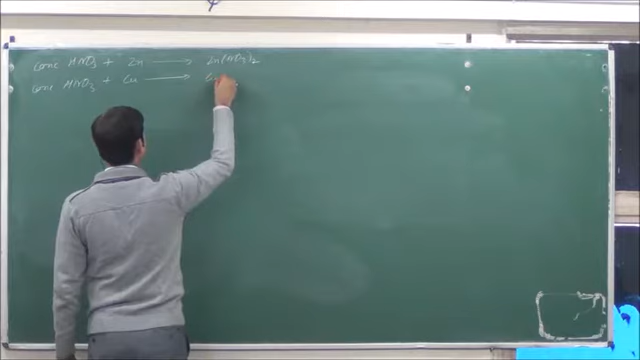 conc HNO3 + Zn ⟶ Zn(NO3)2
conc HNO3 + Cu ⟶